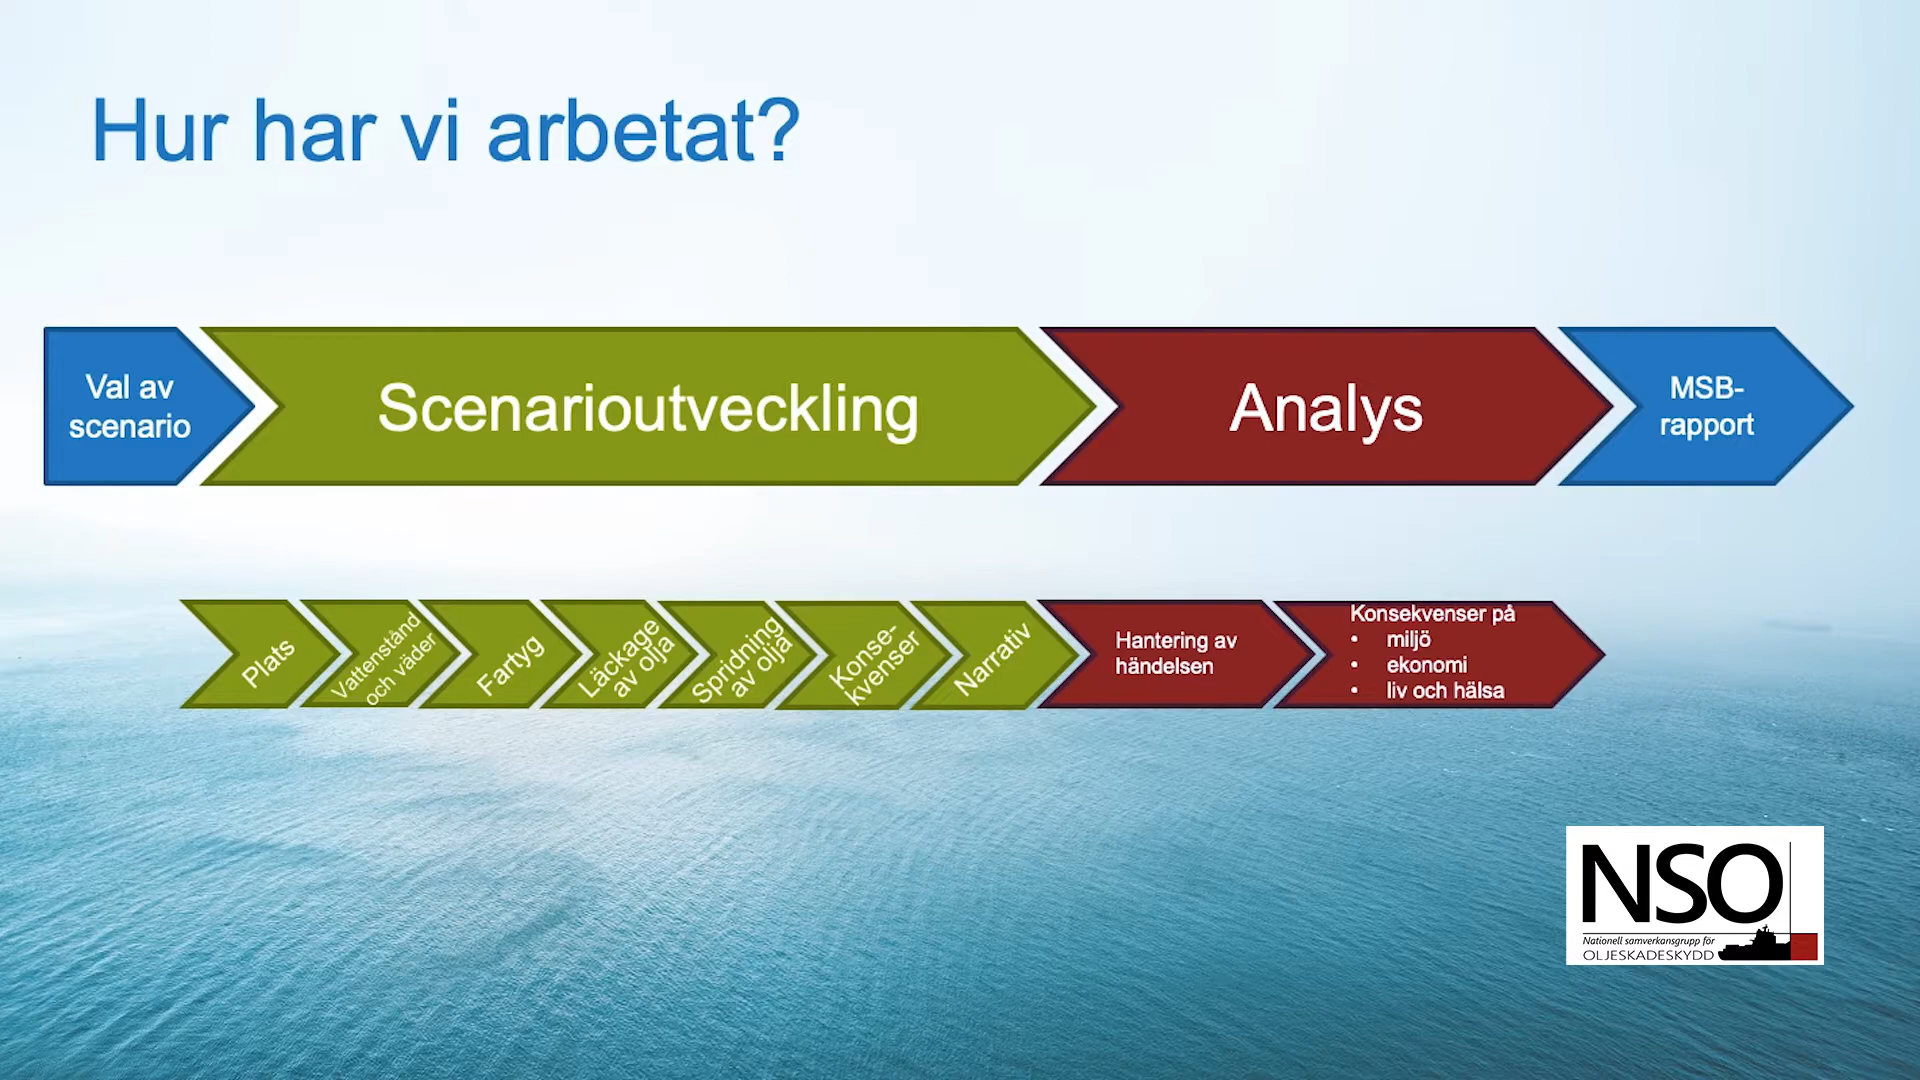 Hur har vi arbetat?
Val av
scenario
Scenarioutveckling
Analys
MSB-
rapport
Plats
Vattenstånd
och väder
Fartyg
Läckage
av olja
Spridning
av olja
Konse-
kvenser
Narrativ
Hantering av
händelsen
Konsekvenser på
• miljö
• ekonomi
• liv och hälsa
NSO
Nationell samverkansgrupp för
OLJESKADESKYDD